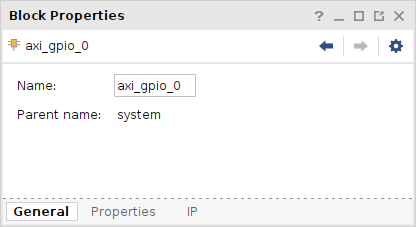 Block Properties
axi_gpio_0
Name: axi_gpio_0
Parent name: system
General Properties IP